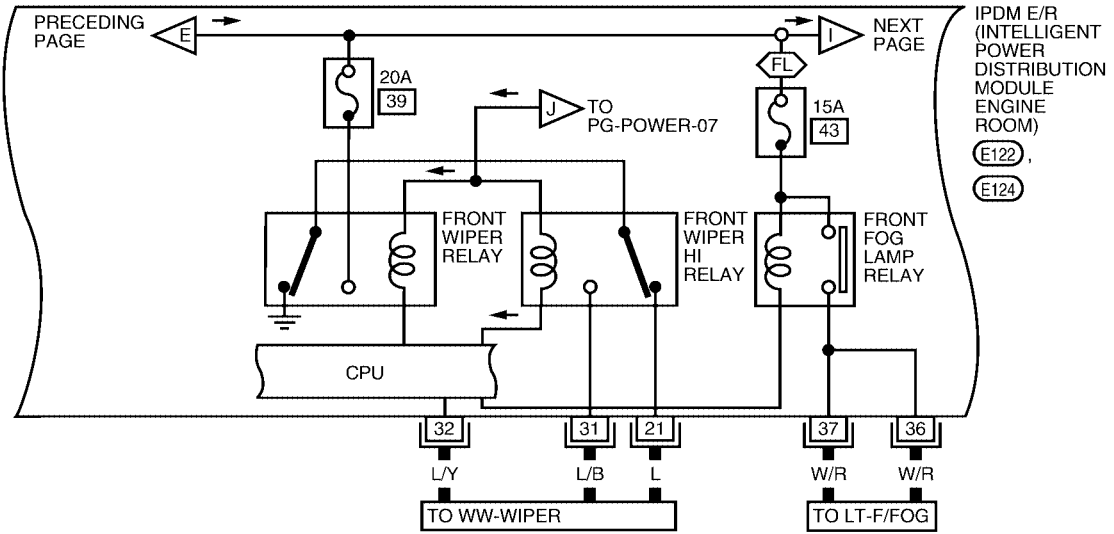 PRECEDING
PAGE
E
I
NEXT
PAGE
IPDM E/R
(INTELLIGENT
POWER
DISTRIBUTION
MODULE
ENGINE
ROOM)
E122 ,
E124
FL
20A
39
J
TO
PG-POWER-07
15A
43
FRONT
WIPER
RELAY
FRONT
WIPER
HI
RELAY
FRONT
FOG
LAMP
RELAY
CPU
32
31
21
37
36
L/Y
L/B
L
W/R
W/R
TO WW-WIPER
TO LT-F/FOG